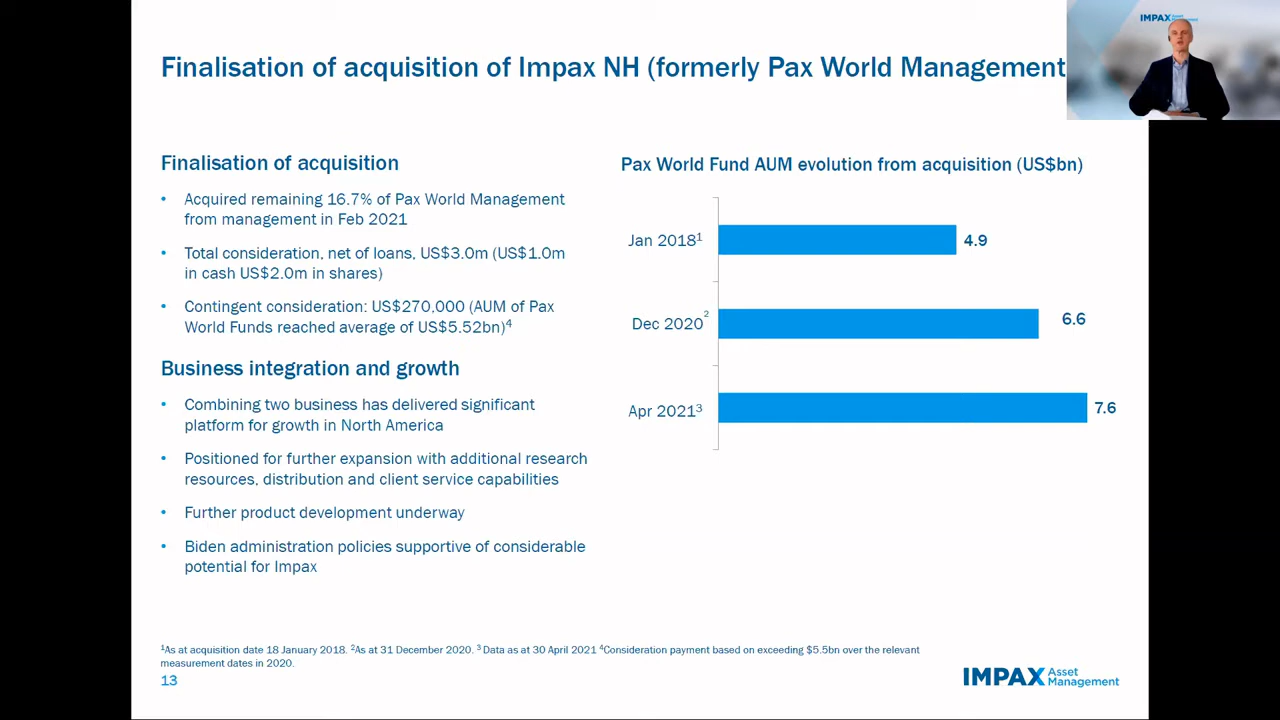 Finalisation of acquisition of Impax NH (formerly Pax World Management
IMPAX Asset Management
Finalisation of acquisition
• Acquired remaining 16.7% of Pax World Management
from management in Feb 2021
• Total consideration, net of loans, US$3.0m (US$1.0m
in cash US$2.0m in shares)
• Contingent consideration: US$270,000 (AUM of Pax
World Funds reached average of US$5.52bn)⁴
Business integration and growth
• Combining two business has delivered significant
platform for growth in North America
• Positioned for further expansion with additional research
resources, distribution and client service capabilities
• Further product development underway
• Biden administration policies supportive of considerable
potential for Impax
Pax World Fund AUM evolution from acquisition (US$bn)
Jan 2018¹ 4.9
Dec 2020² 6.6
Apr 2021³ 7.6
¹As at acquisition date 18 January 2018. ²As at 31 December 2020. ³ Data as at 30 April 2021 ⁴Consideration payment based on exceeding $5.5bn over the relevant
measurement dates in 2020.
13
IMPAX Asset
Management